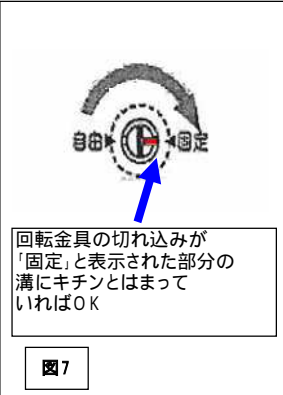 自由 固定
回転金具の切れ込みが
「固定」と表示された部分の
溝にキチンとはまって
いればOK
図7